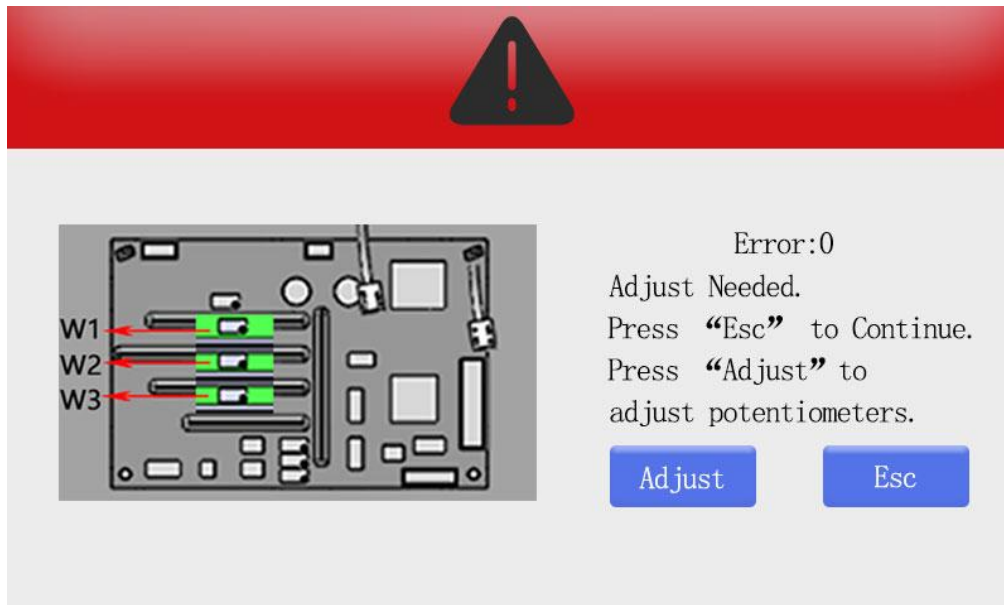 W1
W2
W3
Error:0
Adjust Needed.
Press “Esc” to Continue.
Press “Adjust” to
adjust potentiometers.
Adjust
Esc